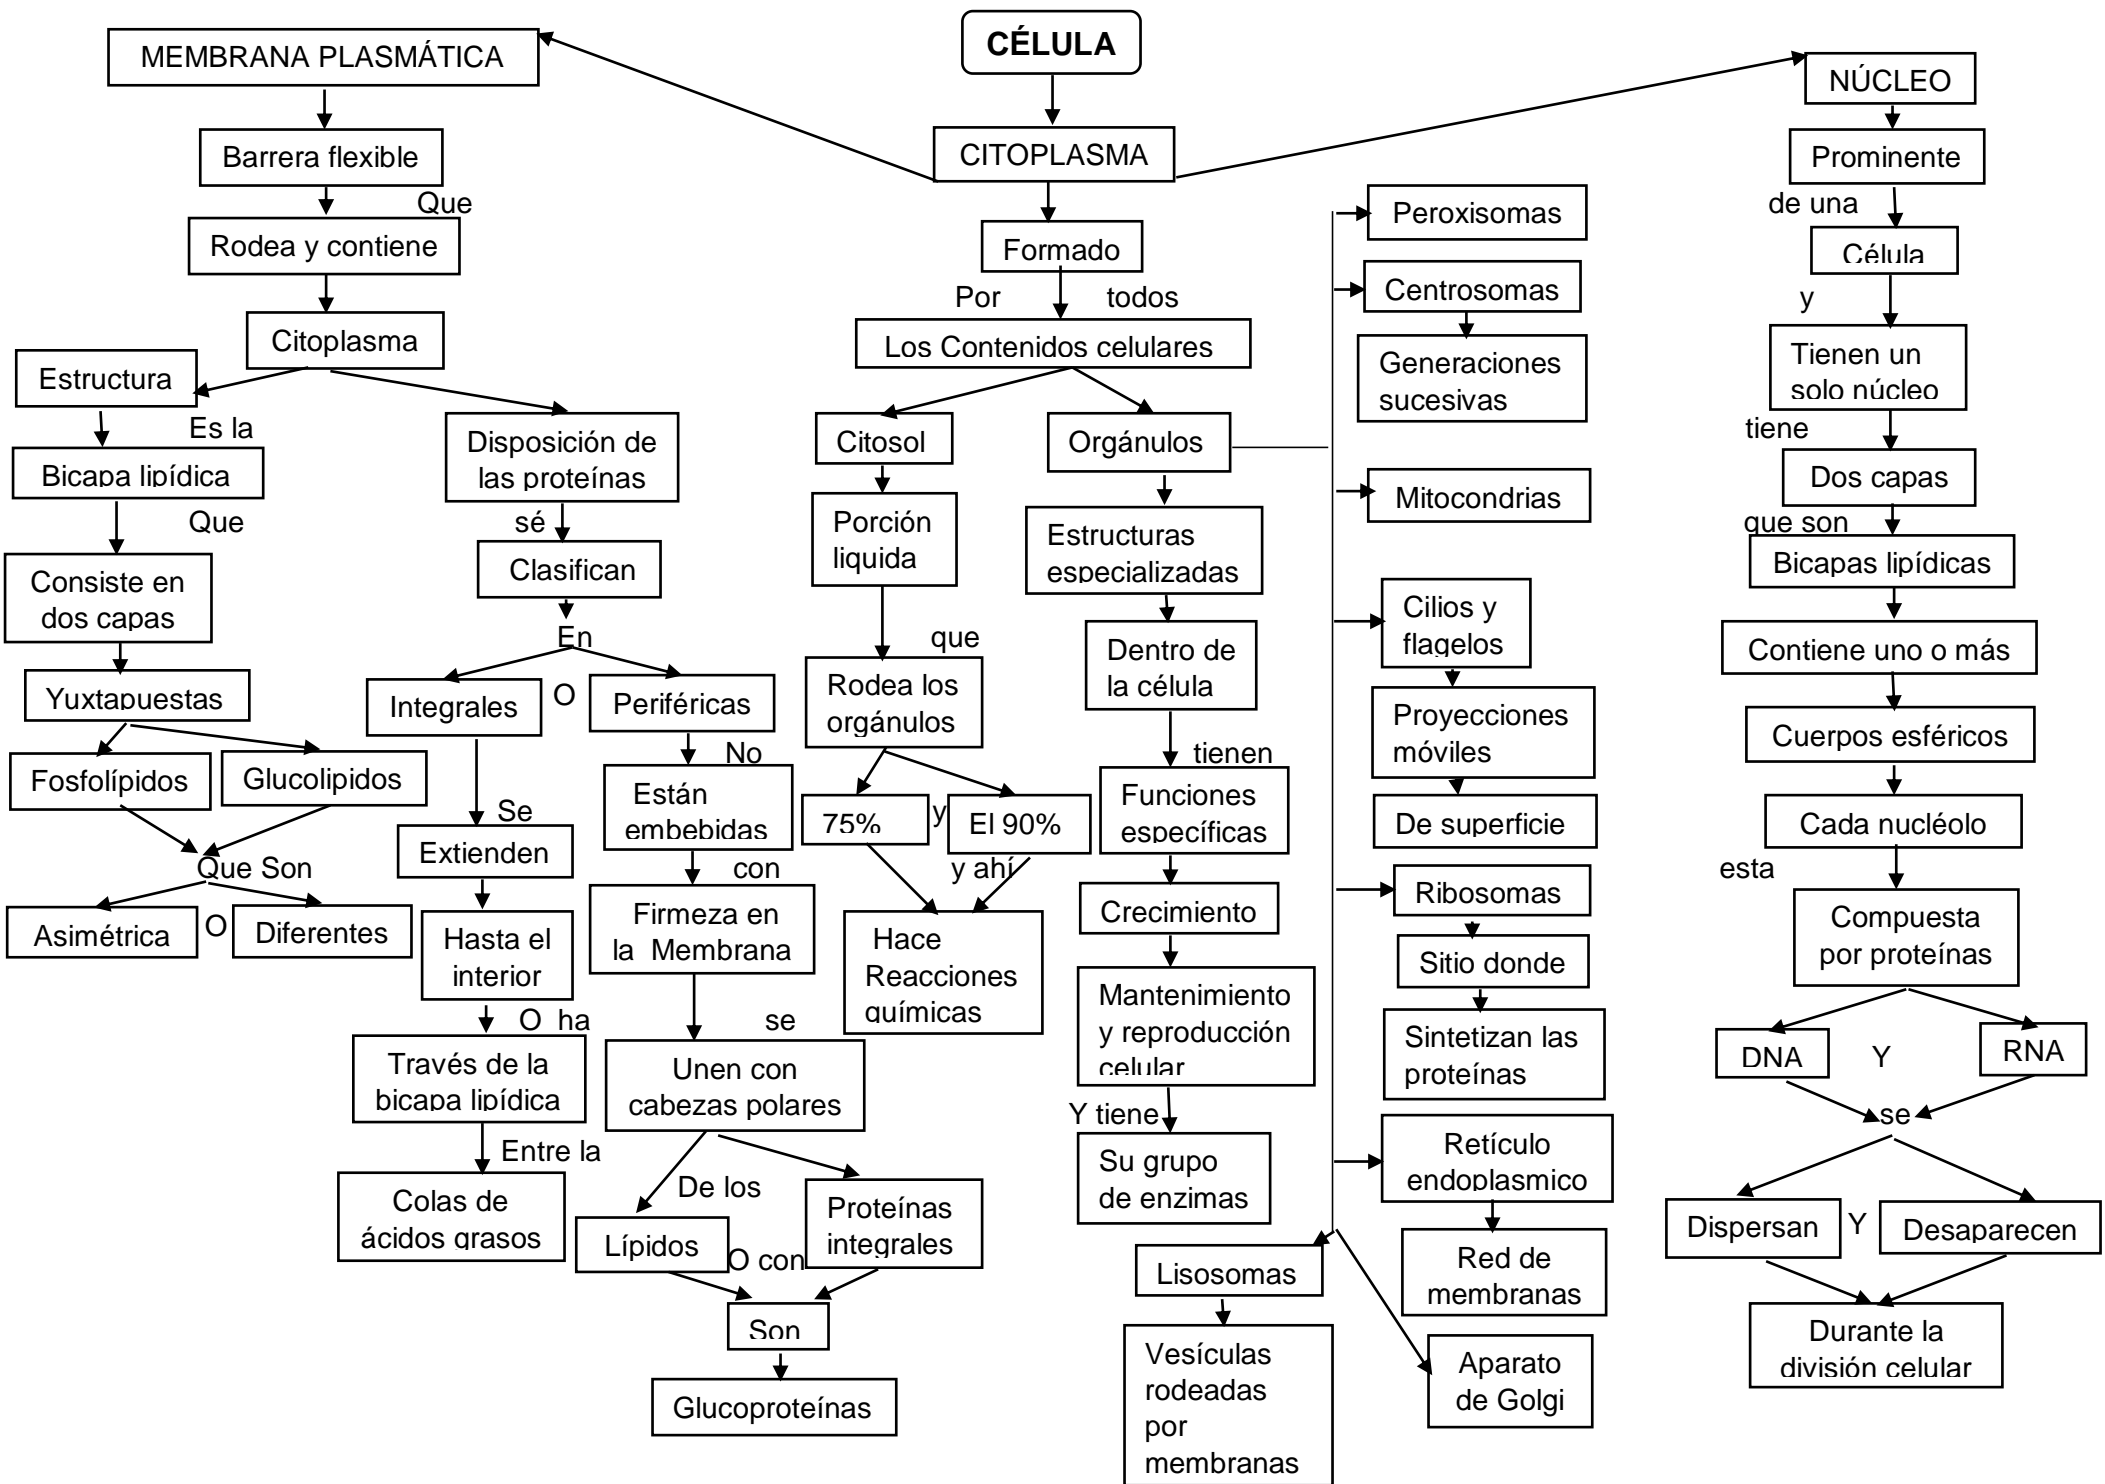 CÉLULA
MEMBRANA PLASMÁTICA
Barrera flexible
Que
Rodea y contiene
Citoplasma
Estructura
Es la
Bicapa lipídica
Que
Consiste en
dos capas
Yuxtapuestas
Fosfolípidos
Glucolipidos
Que Son
Asimétrica
O
Diferentes
Disposición de
las proteínas
sé
Clasifican
En
Integrales
O
Periféricas
Se
Extienden
Hasta el
interior
O ha
Través de la
bicapa lipídica
Entre la
Colas de
ácidos grasos
No
Están
embebidas
con
Firmeza en
la Membrana
se
Unen con
cabezas polares
De los
Lípidos
O con
Proteínas
integrales
Son
Glucoproteínas
CITOPLASMA
Formado
Por
todos
Los Contenidos celulares
Citosol
Porción
liquida
que
Rodea los
orgánulos
75%
y
El 90%
y ahí
Hace
Reacciones
químicas
Orgánulos
Estructuras
especializadas
Dentro de
la célula
tienen
Funciones
específicas
Crecimiento
Mantenimiento
y reproducción
celular
Y tiene
Su grupo
de enzimas
Peroxisomas
Centrosomas
Generaciones
sucesivas
Mitocondrias
Cilios y
flagelos
Proyecciones
móviles
De superficie
Ribosomas
Sitio donde
Sintetizan las
proteínas
Retículo
endoplasmico
Red de
membranas
Lisosomas
Vesículas
rodeadas
por
membranas
Aparato
de Golgi
NÚCLEO
Prominente
de una
Célula
y
Tienen un
solo núcleo
tiene
Dos capas
que son
Bicapas lipídicas
Contiene uno o más
Cuerpos esféricos
Cada nucléolo
esta
Compuesta
por proteínas
DNA
Y
RNA
se
Dispersan
Y
Desaparecen
Durante la
división celular